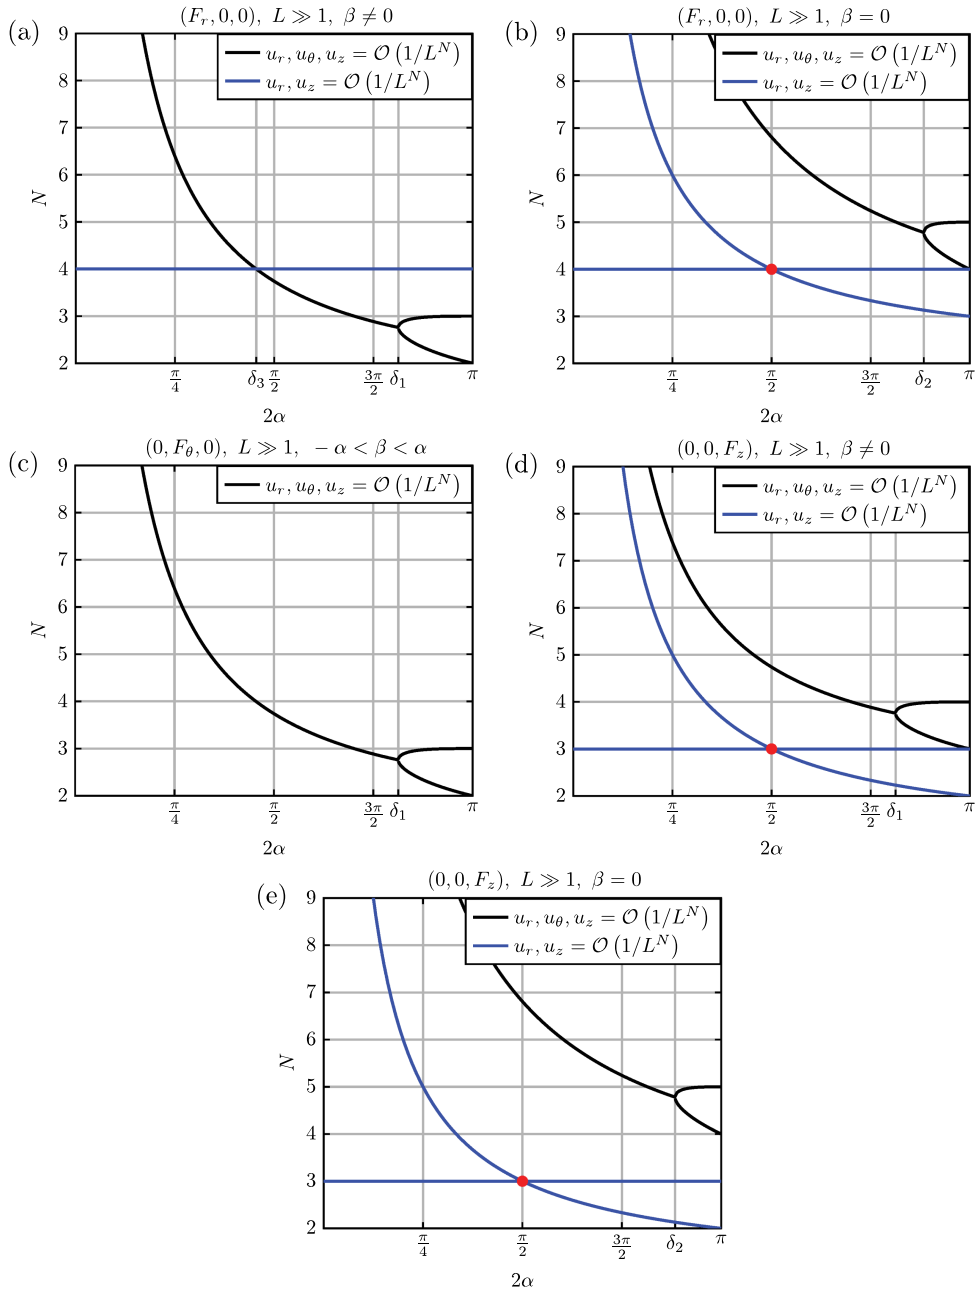 (a)
(F_r, 0, 0), L ≫ 1, β ≠ 0
u_r, u_θ, u_z = 𝒪(1/L^N)
u_r, u_z = 𝒪(1/L^N)
9
8
7
6
5
4
3
2
N
π/4 δ_3 π/2 3π/2 δ_1 π
2α
(b)
(F_r, 0, 0), L ≫ 1, β = 0
u_r, u_θ, u_z = 𝒪(1/L^N)
u_r, u_z = 𝒪(1/L^N)
9
8
7
6
5
4
3
2
N
π/4 π/2 3π/2 δ_2 π
2α
(c)
(0, F_θ, 0), L ≫ 1, −α < β < α
u_r, u_θ, u_z = 𝒪(1/L^N)
9
8
7
6
5
4
3
2
N
π/4 π/2 3π/2 δ_1 π
2α
(d)
(0, 0, F_z), L ≫ 1, β ≠ 0
u_r, u_θ, u_z = 𝒪(1/L^N)
u_r, u_z = 𝒪(1/L^N)
9
8
7
6
5
4
3
2
N
π/4 π/2 3π/2 δ_1 π
2α
(e)
(0, 0, F_z), L ≫ 1, β = 0
u_r, u_θ, u_z = 𝒪(1/L^N)
u_r, u_z = 𝒪(1/L^N)
9
8
7
6
5
4
3
2
N
π/4 π/2 3π/2 δ_2 π
2α